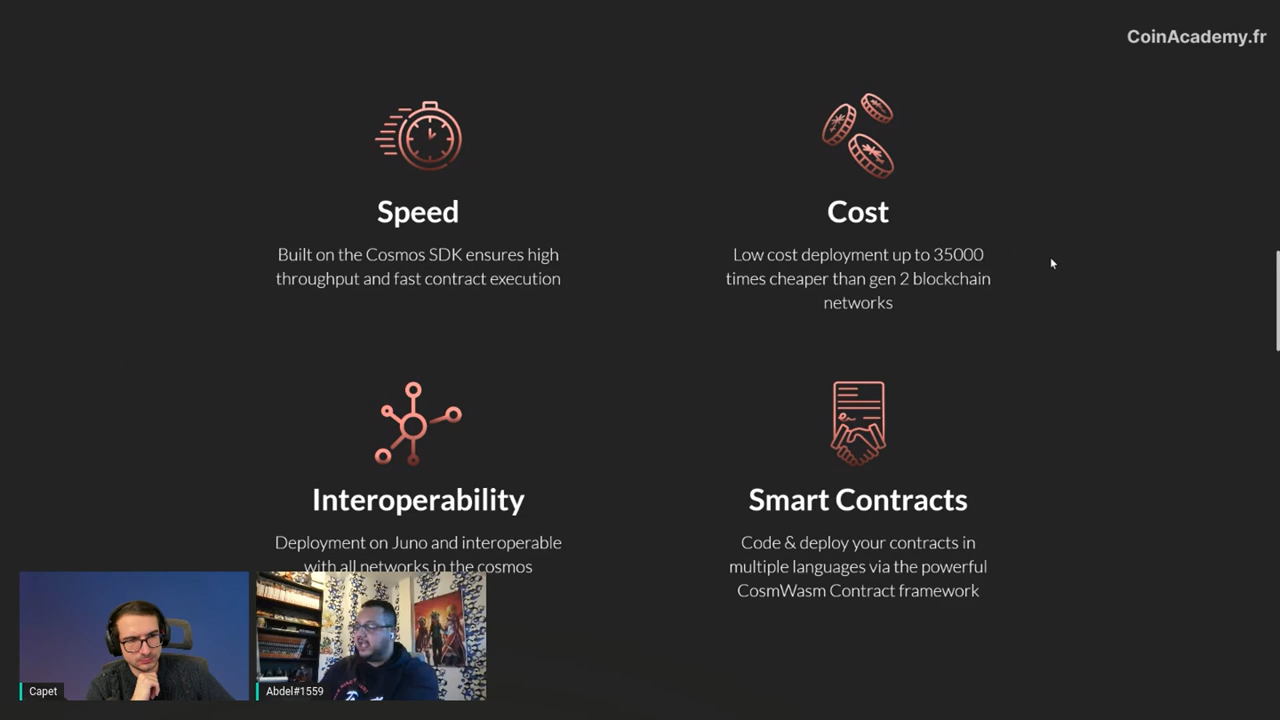 CoinAcademy.fr
Speed
Built on the Cosmos SDK ensures high
throughput and fast contract execution
Cost
Low cost deployment up to 35000
times cheaper than gen 2 blockchain
networks
Interoperability
Deployment on Juno and interoperable
with all networks in the cosmos
Smart Contracts
Code & deploy your contracts in
multiple languages via the powerful
CosmWasm Contract framework
Capet
Abdel#1559